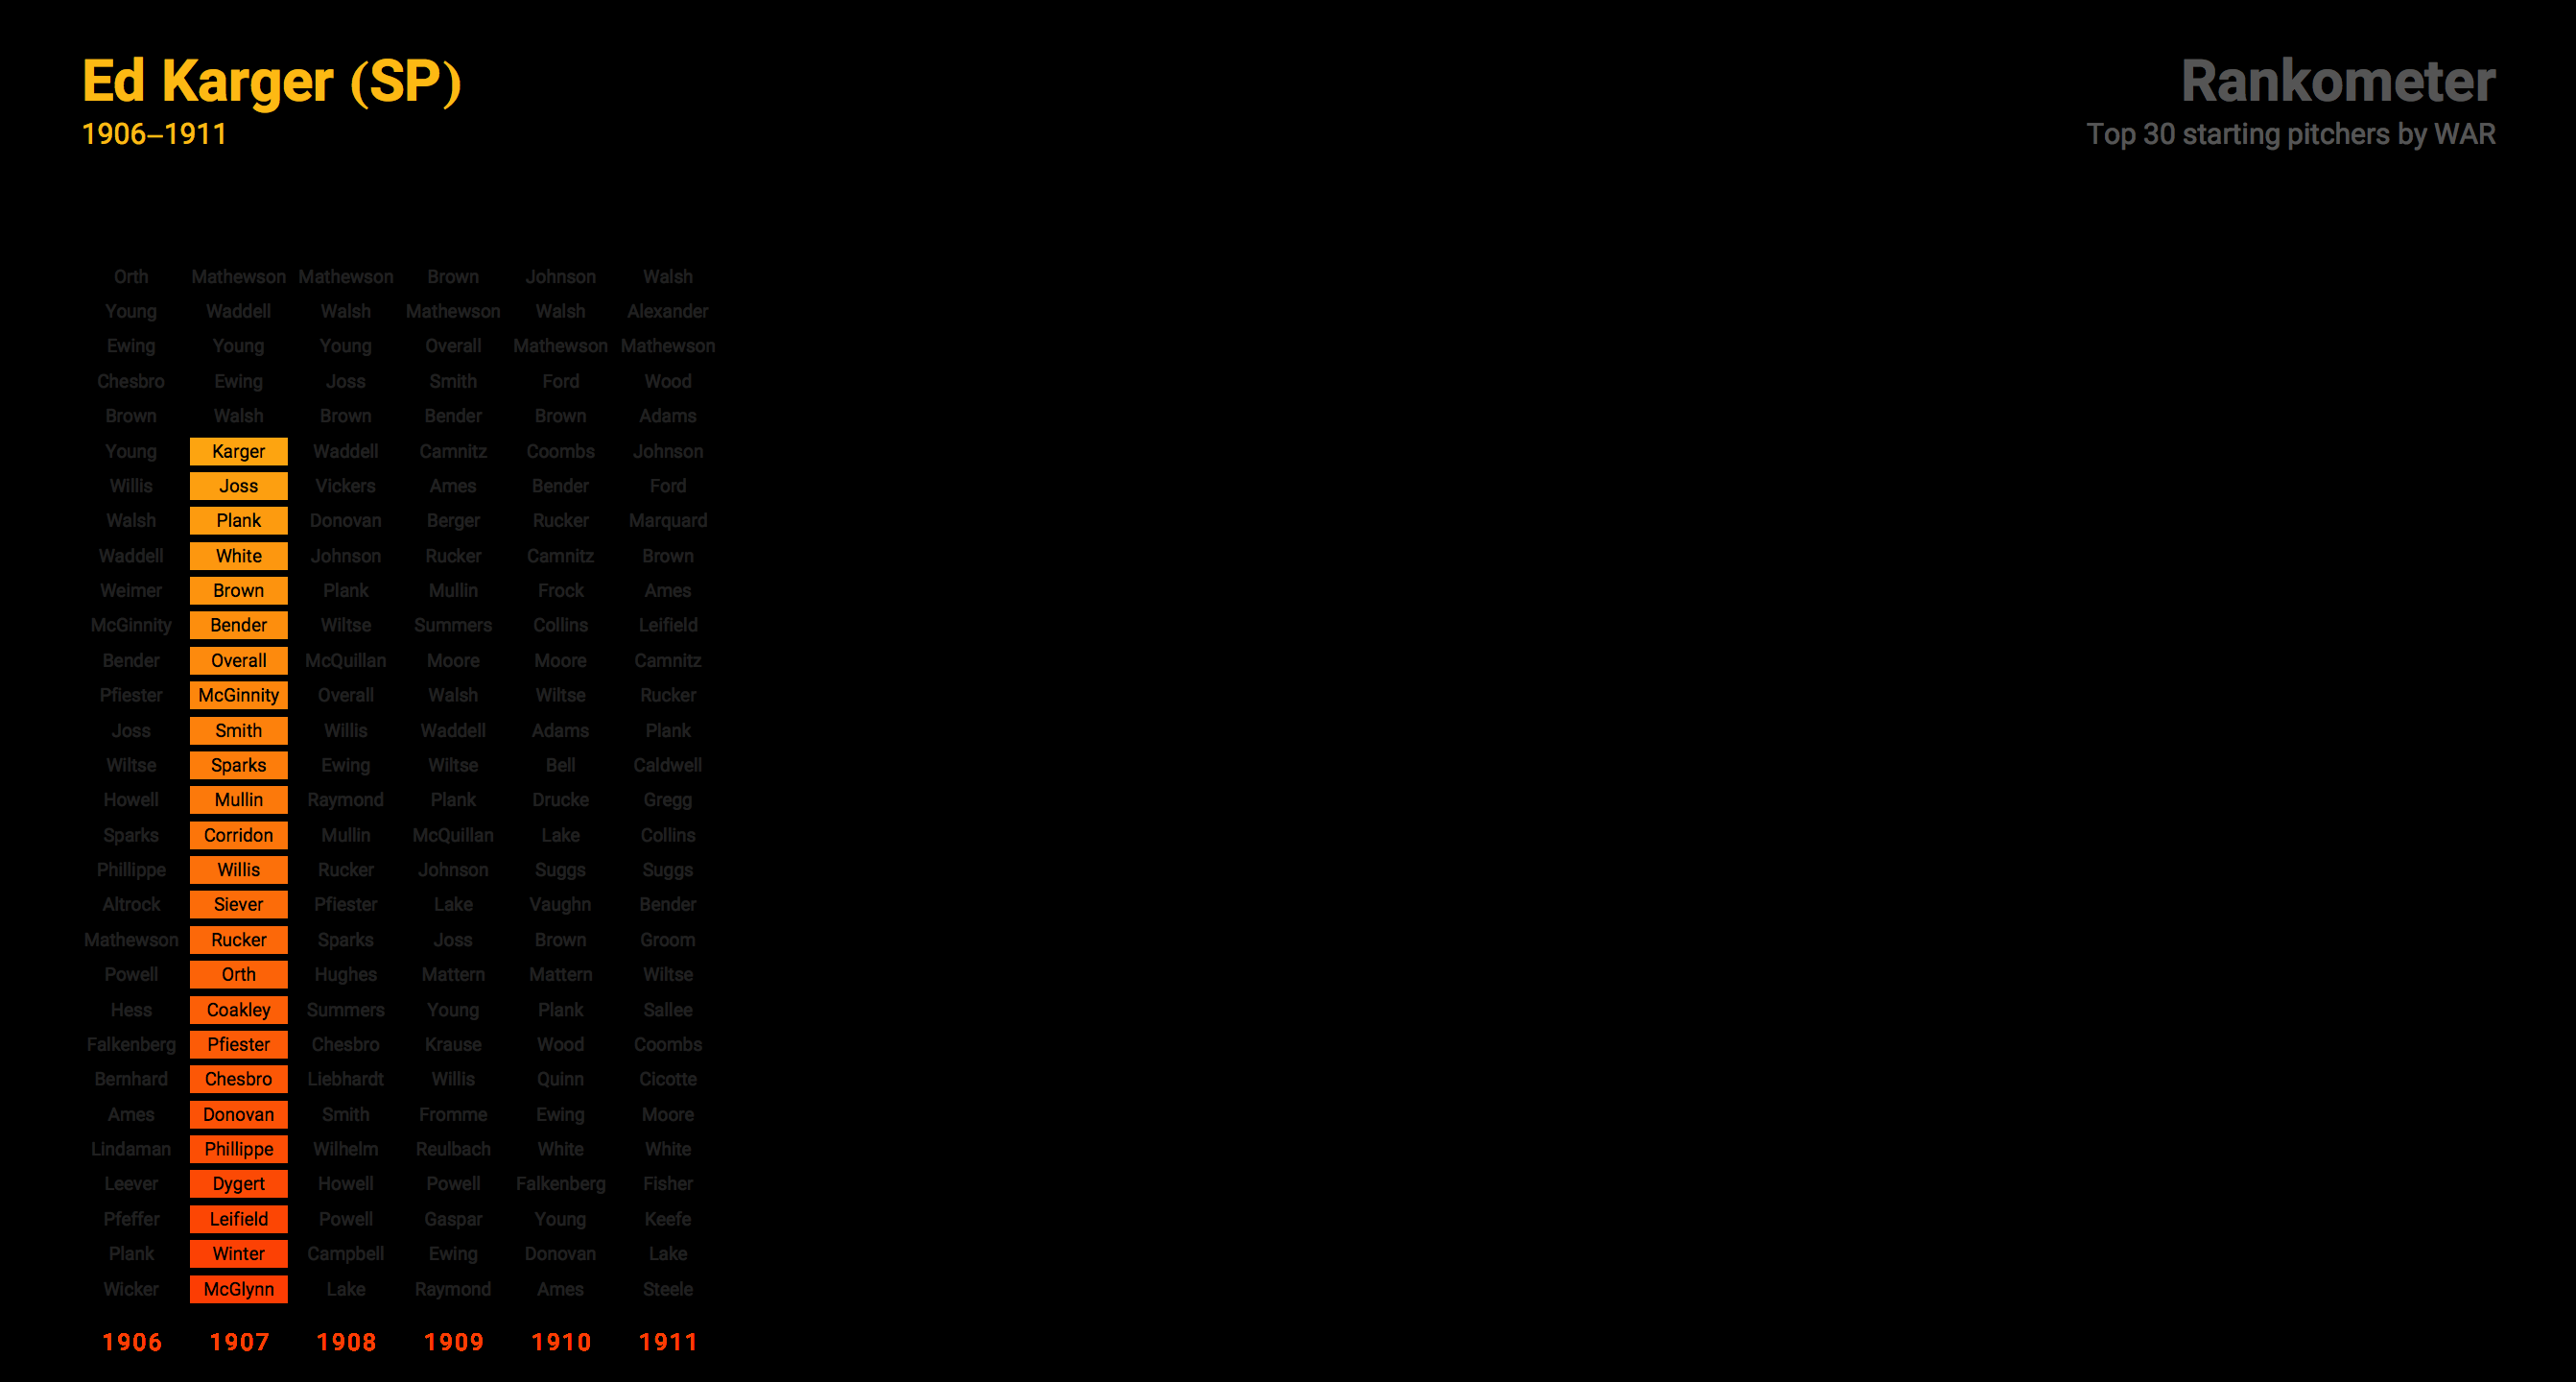 Ed Karger (SP)
1906–1911
Rankometer
Top 30 starting pitchers by WAR
Orth Mathewson Mathewson Brown Johnson Walsh
Young Waddell Walsh Mathewson Walsh Alexander
Ewing Young Young Overall Mathewson Mathewson
Chesbro Ewing Joss Smith Ford Wood
Brown Walsh Brown Bender Brown Adams
Young Karger Waddell Camnitz Coombs Johnson
Willis Joss Vickers Ames Bender Ford
Walsh Plank Donovan Berger Rucker Marquard
Waddell White Johnson Rucker Camnitz Brown
Weimer Brown Plank Mullin Frock Ames
McGinnity Bender Wiltse Summers Collins Leifield
Bender Overall McQuillan Moore Moore Camnitz
Pfiester McGinnity Overall Walsh Wiltse Rucker
Joss Smith Willis Waddell Adams Plank
Wiltse Sparks Ewing Wiltse Bell Caldwell
Howell Mullin Raymond Plank Drucke Gregg
Sparks Corridon Mullin McQuillan Lake Collins
Phillippe Willis Rucker Johnson Suggs Suggs
Altrock Siever Pfiester Lake Vaughn Bender
Mathewson Rucker Sparks Joss Brown Groom
Powell Orth Hughes Mattern Mattern Wiltse
Hess Coakley Summers Young Plank Sallee
Falkenberg Pfiester Chesbro Krause Wood Coombs
Bernhard Chesbro Liebhardt Willis Quinn Cicotte
Ames Donovan Smith Fromme Ewing Moore
Lindaman Phillippe Wilhelm Reulbach White White
Leever Dygert Howell Powell Falkenberg Fisher
Pfeffer Leifield Powell Gaspar Young Keefe
Plank Winter Campbell Ewing Donovan Lake
Wicker McGlynn Lake Raymond Ames Steele
1906 1907 1908 1909 1910 1911